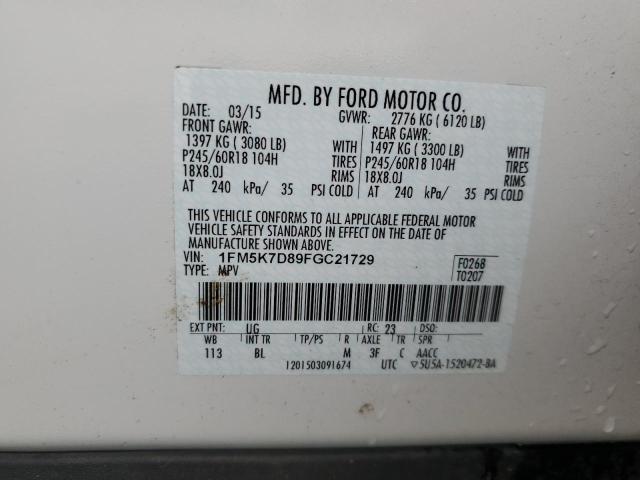 MFD. BY FORD MOTOR CO.
DATE: 03/15 GVWR: 2776 KG ( 6120 LB)
FRONT GAWR: REAR GAWR:
1397 KG ( 3080 LB) WITH 1497 KG ( 3300 LB) WITH
P245/60R18 104H TIRES P245/60R18 104H TIRES
18X8.0J RIMS 18X8.0J RIMS
AT 240 kPa/ 35 PSI COLD AT 240 kPa/ 35 PSI COLD
THIS VEHICLE CONFORMS TO ALL APPLICABLE FEDERAL MOTOR
VEHICLE SAFETY STANDARDS IN EFFECT ON THE DATE OF
MANUFACTURE SHOWN ABOVE.
VIN: 1FM5K7D89FGC21729 F0268
TYPE: MPV T0207
EXT PNT: UG RC: 23 DSO:
WB INT TR TP/PS R AXLE TR SPR
113 BL M 3F C AACC
1201503091674 UTC ▽5U5A-1520472-BA